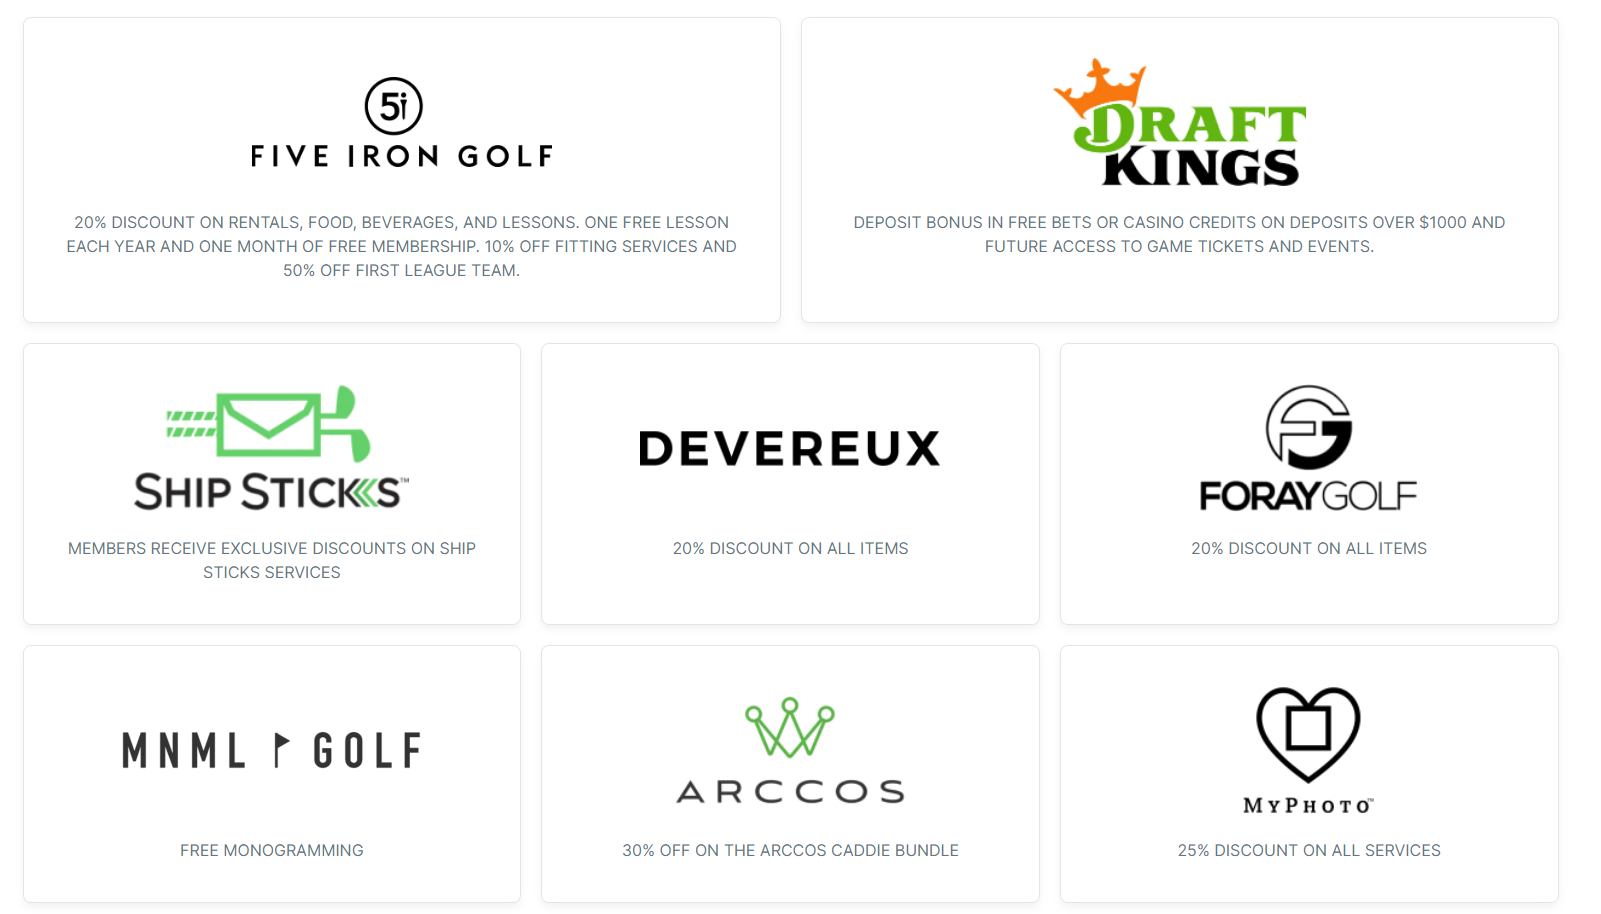 5i
FIVE IRON GOLF
20% DISCOUNT ON RENTALS, FOOD, BEVERAGES, AND LESSONS. ONE FREE LESSON
EACH YEAR AND ONE MONTH OF FREE MEMBERSHIP. 10% OFF FITTING SERVICES AND
50% OFF FIRST LEAGUE TEAM.
DRAFT
KINGS
DEPOSIT BONUS IN FREE BETS OR CASINO CREDITS ON DEPOSITS OVER $1000 AND
FUTURE ACCESS TO GAME TICKETS AND EVENTS.
SHIP STICKS™
MEMBERS RECEIVE EXCLUSIVE DISCOUNTS ON SHIP
STICKS SERVICES
DEVEREUX
20% DISCOUNT ON ALL ITEMS
FORAYGOLF
20% DISCOUNT ON ALL ITEMS
MNML GOLF
FREE MONOGRAMMING
ARCCOS
30% OFF ON THE ARCCOS CADDIE BUNDLE
MYPHOTO™
25% DISCOUNT ON ALL SERVICES